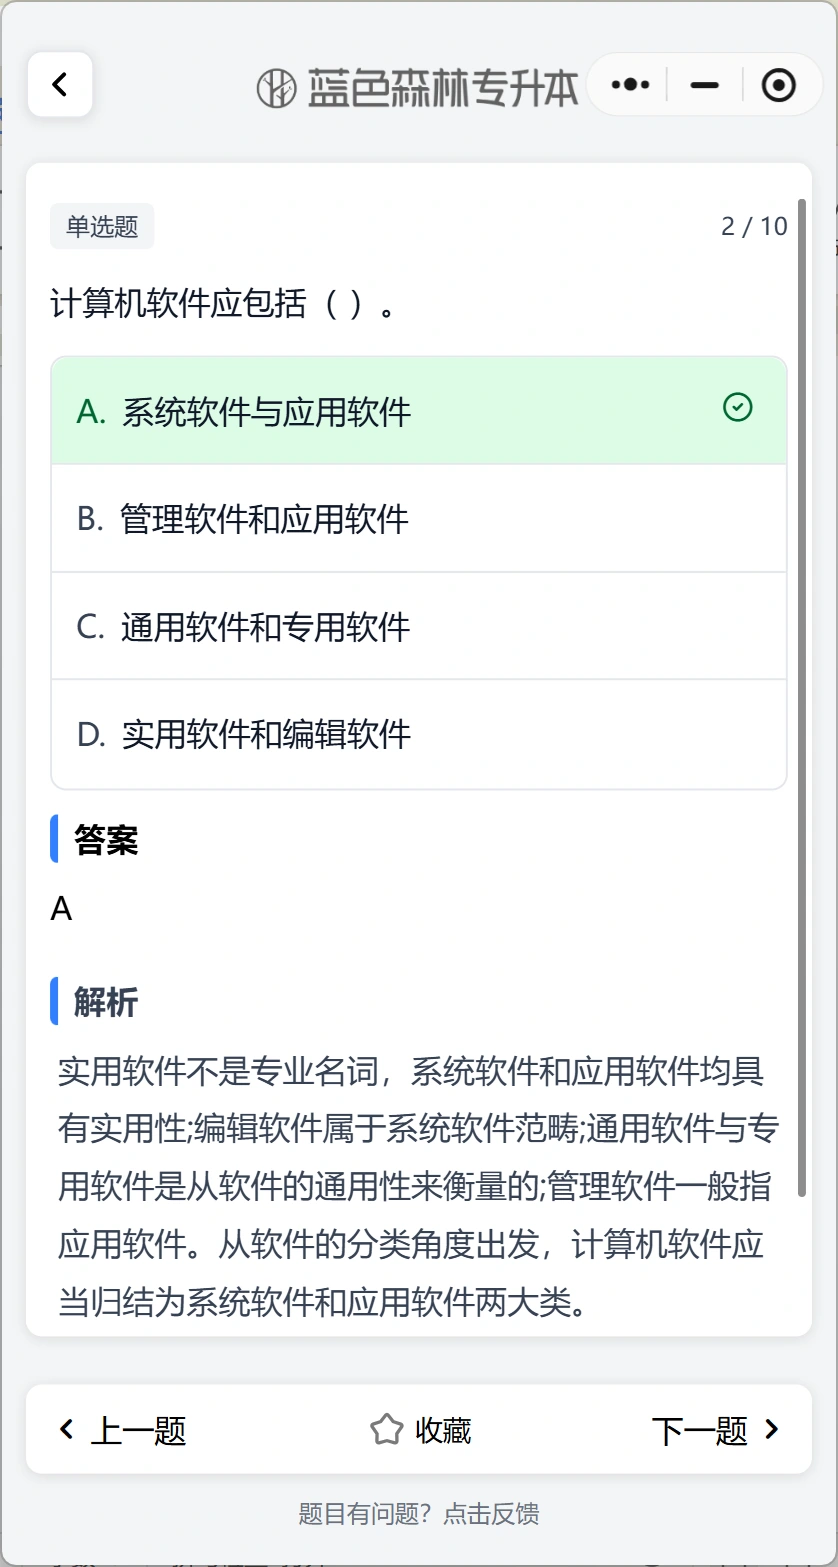 蓝色森林专升本
单选题
2 / 10
计算机软件应包括（ ）。
A. 系统软件与应用软件
B. 管理软件和应用软件
C. 通用软件和专用软件
D. 实用软件和编辑软件
答案
A
解析
实用软件不是专业名词，系统软件和应用软件均具
有实用性;编辑软件属于系统软件范畴;通用软件与专
用软件是从软件的通用性来衡量的;管理软件一般指
应用软件。从软件的分类角度出发，计算机软件应
当归结为系统软件和应用软件两大类。
上一题
收藏
下一题
题目有问题？点击反馈